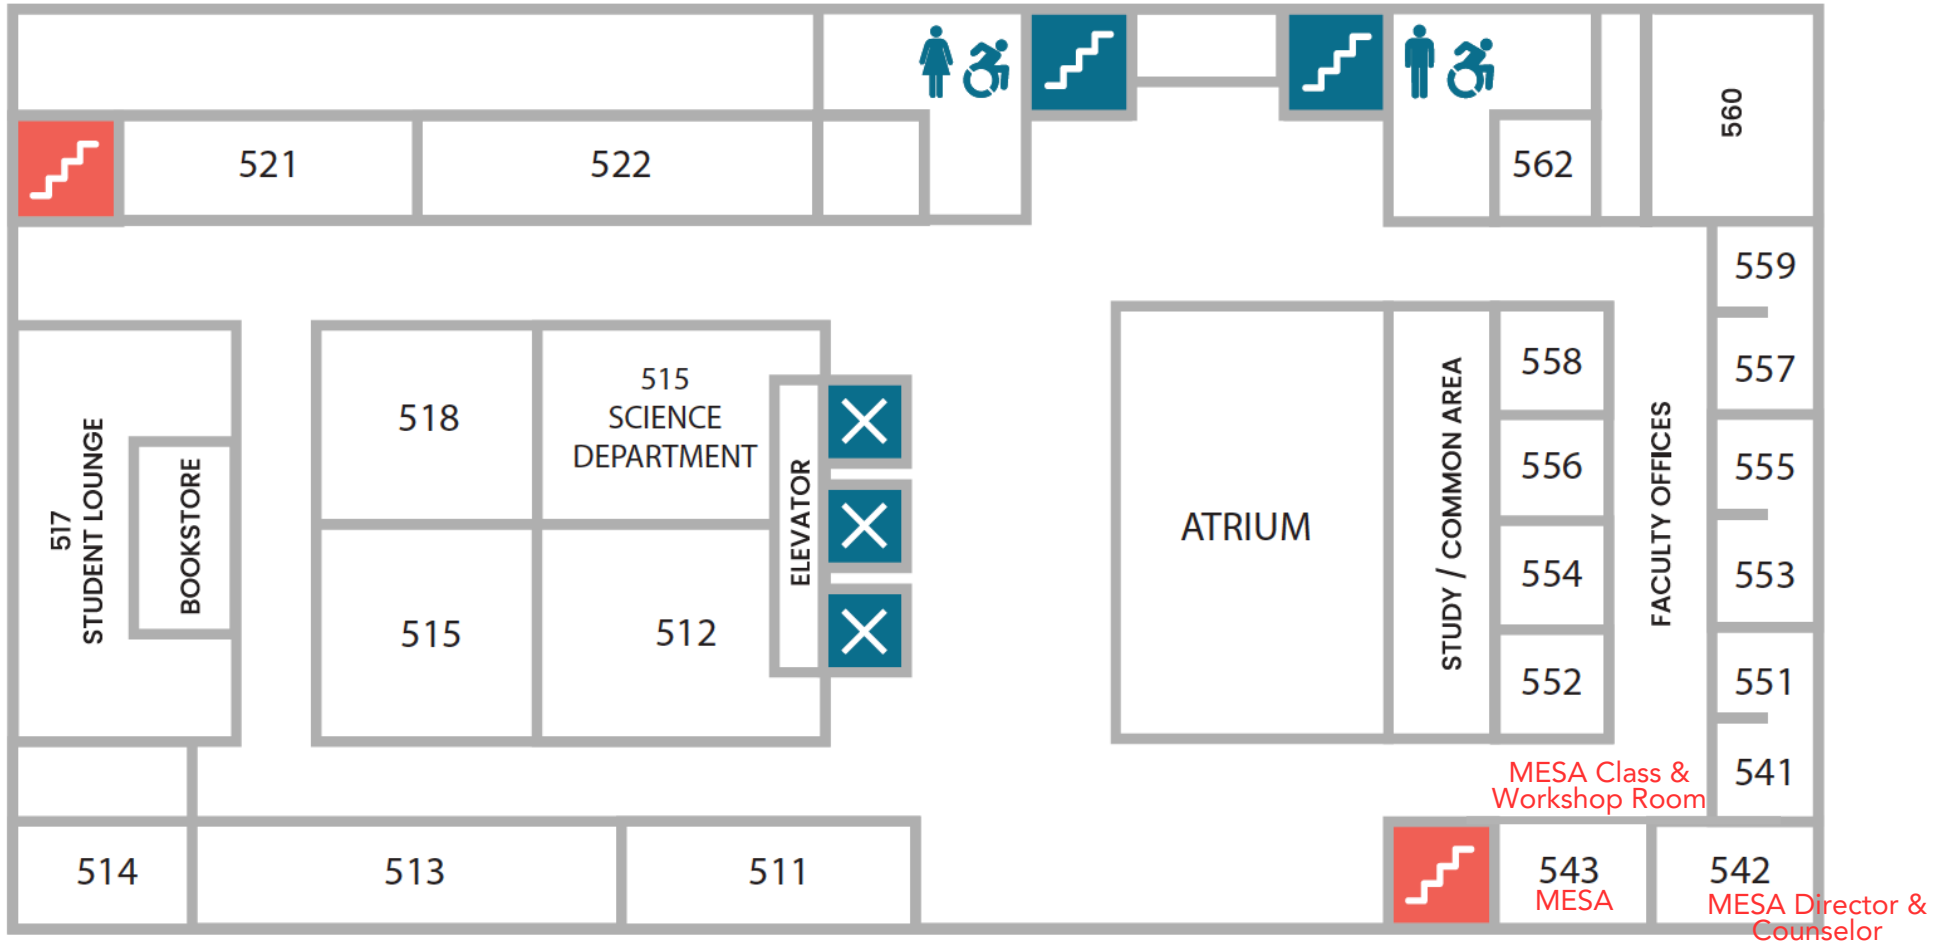 560
521
522
562
559
517
STUDENT LOUNGE
BOOKSTORE
518
515
SCIENCE
DEPARTMENT
ELEVATOR
515
512
ATRIUM
STUDY / COMMON AREA
558
556
554
552
FACULTY OFFICES
557
555
553
551
541
MESA Class &
Workshop Room
514
513
511
543
MESA
542
MESA Director &
Counselor